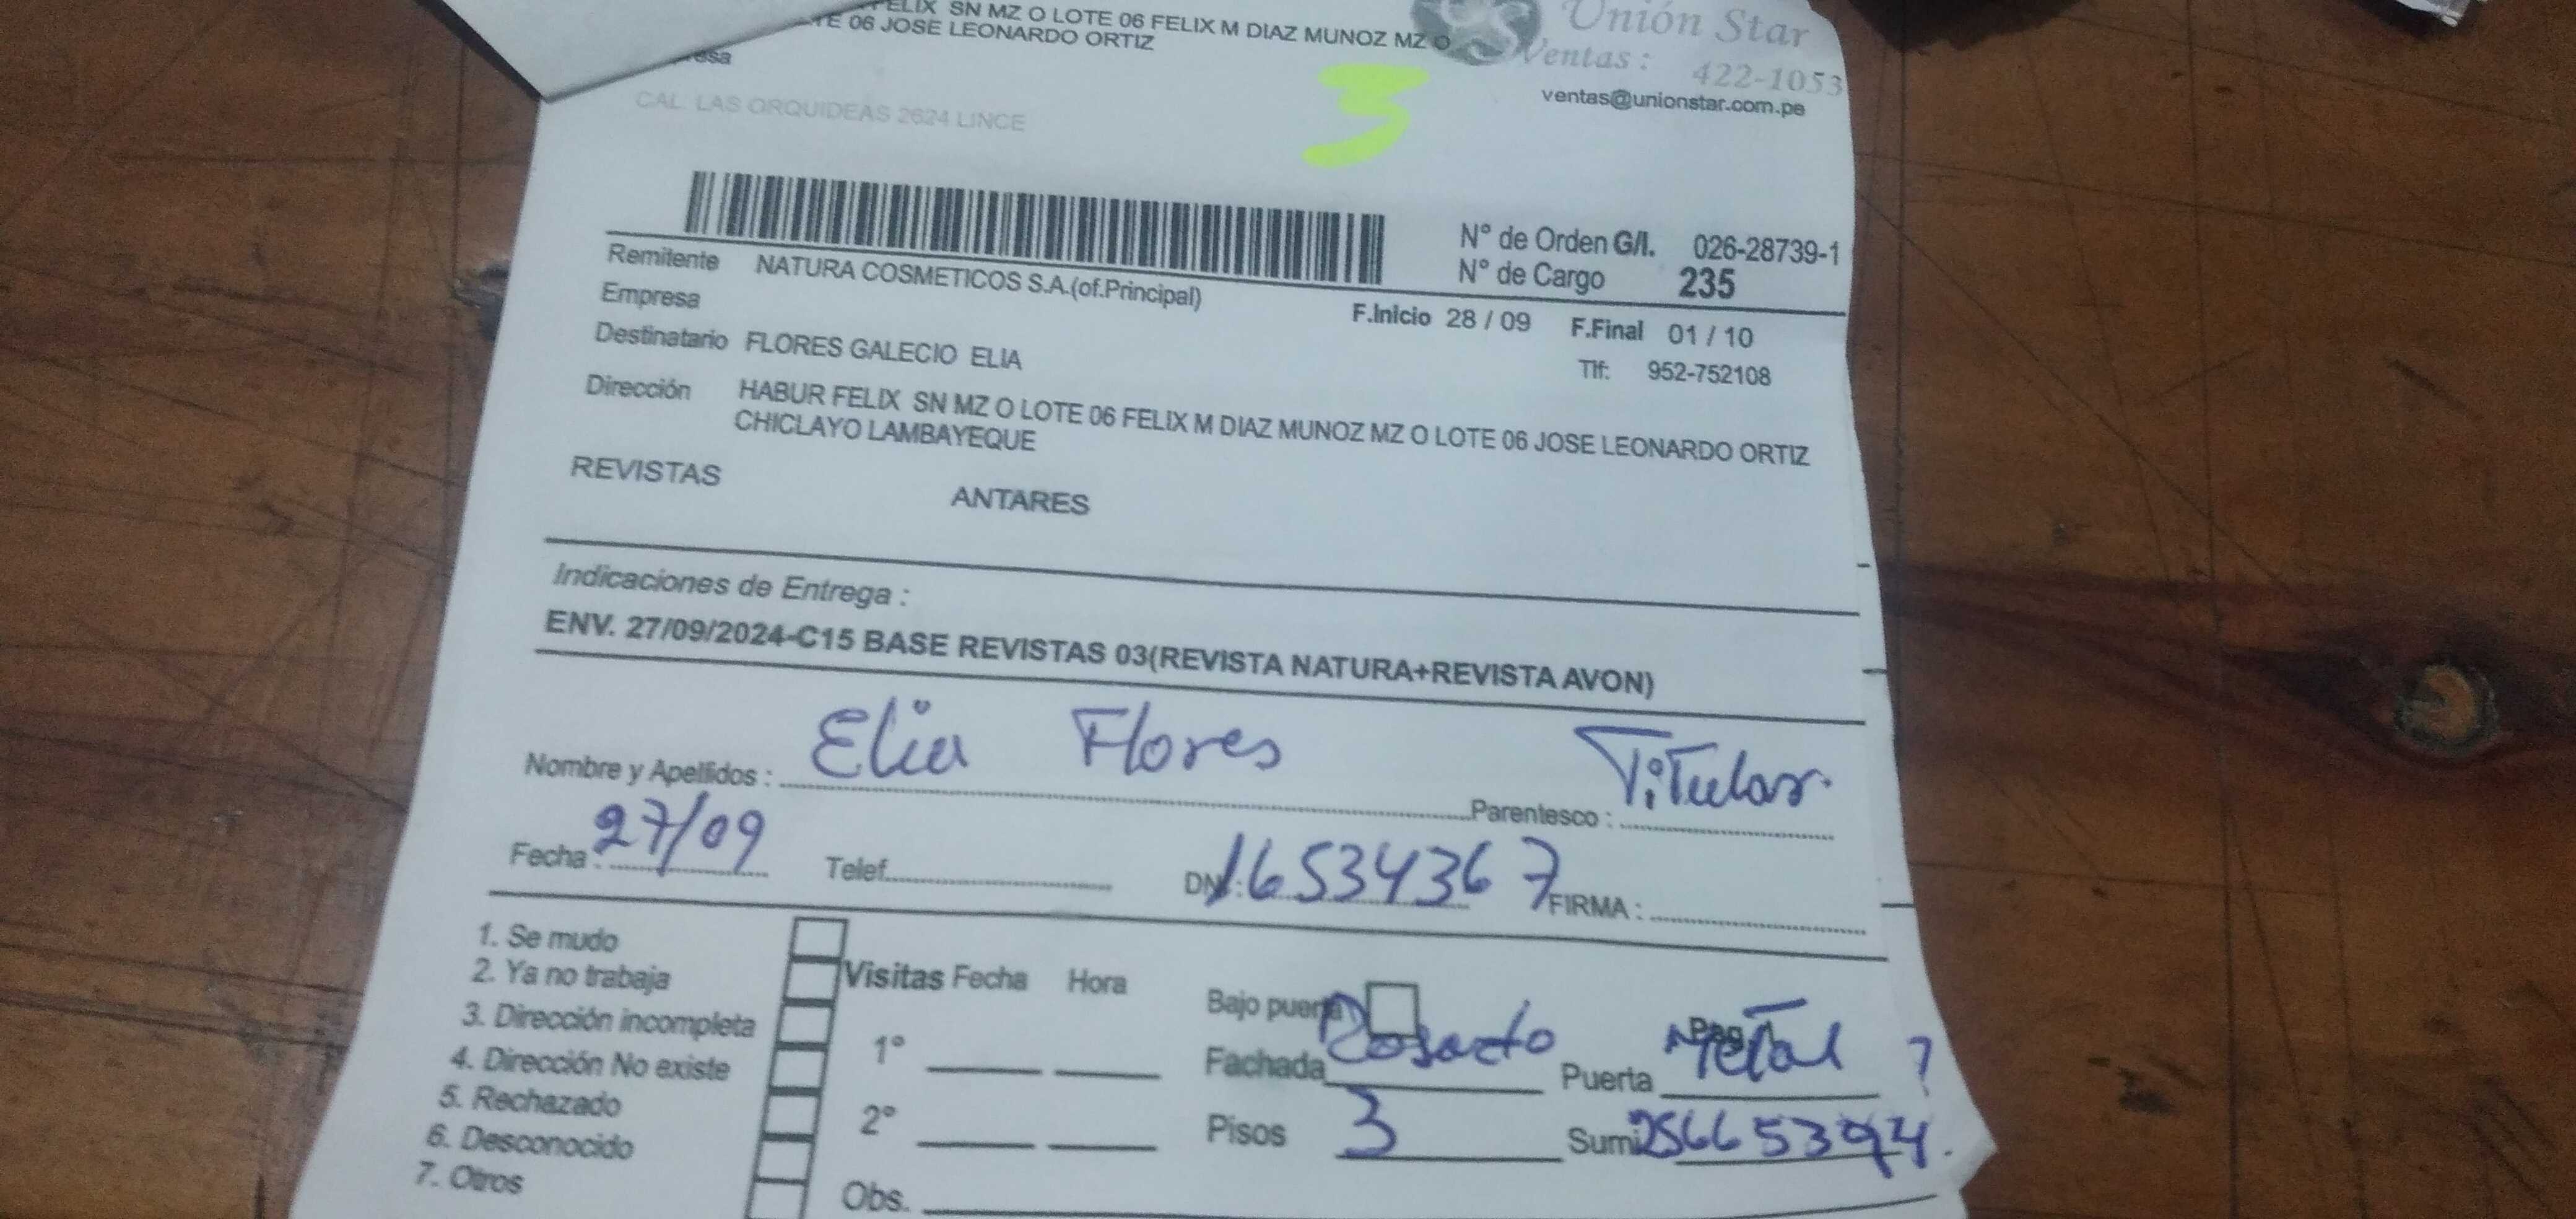 FELIX SN MZ O LOTE 06 FELIX M DIAZ MUNOZ MZ O
TE 06 JOSE LEONARDO ORTIZ
Unión Star
Ventas : 422-1053
ventas@unionstar.com.pe
CAL. LAS ORQUIDEAS 2624 LINCE
3
N° de Orden G/I. 026-28739-1
N° de Cargo 235
Remitente NATURA COSMETICOS S.A.(of.Principal)
Empresa
F.Inicio 28 / 09 F.Final 01 / 10
Destinatario FLORES GALECIO ELIA
Tlf: 952-752108
Dirección HABUR FELIX SN MZ O LOTE 06 FELIX M DIAZ MUNOZ MZ O LOTE 06 JOSE LEONARDO ORTIZ
CHICLAYO LAMBAYEQUE
REVISTAS ANTARES
Indicaciones de Entrega :
ENV. 27/09/2024-C15 BASE REVISTAS 03(REVISTA NATURA+REVISTA AVON)
Nombre y Apellidos : Elia Flores Parentesco : Titular.
Fecha : 27/09 Telef. DNI : 16534367 FIRMA :
1. Se mudo
2. Ya no trabaja
3. Dirección incompleta
4. Dirección No existe
5. Rechazado
6. Desconocido
7. Otros
Visitas Fecha Hora
1°
2°
Obs.
Bajo puerta
Fachada Rosacto Puerta Metal ?
Pisos 3 Sumi 25665394.